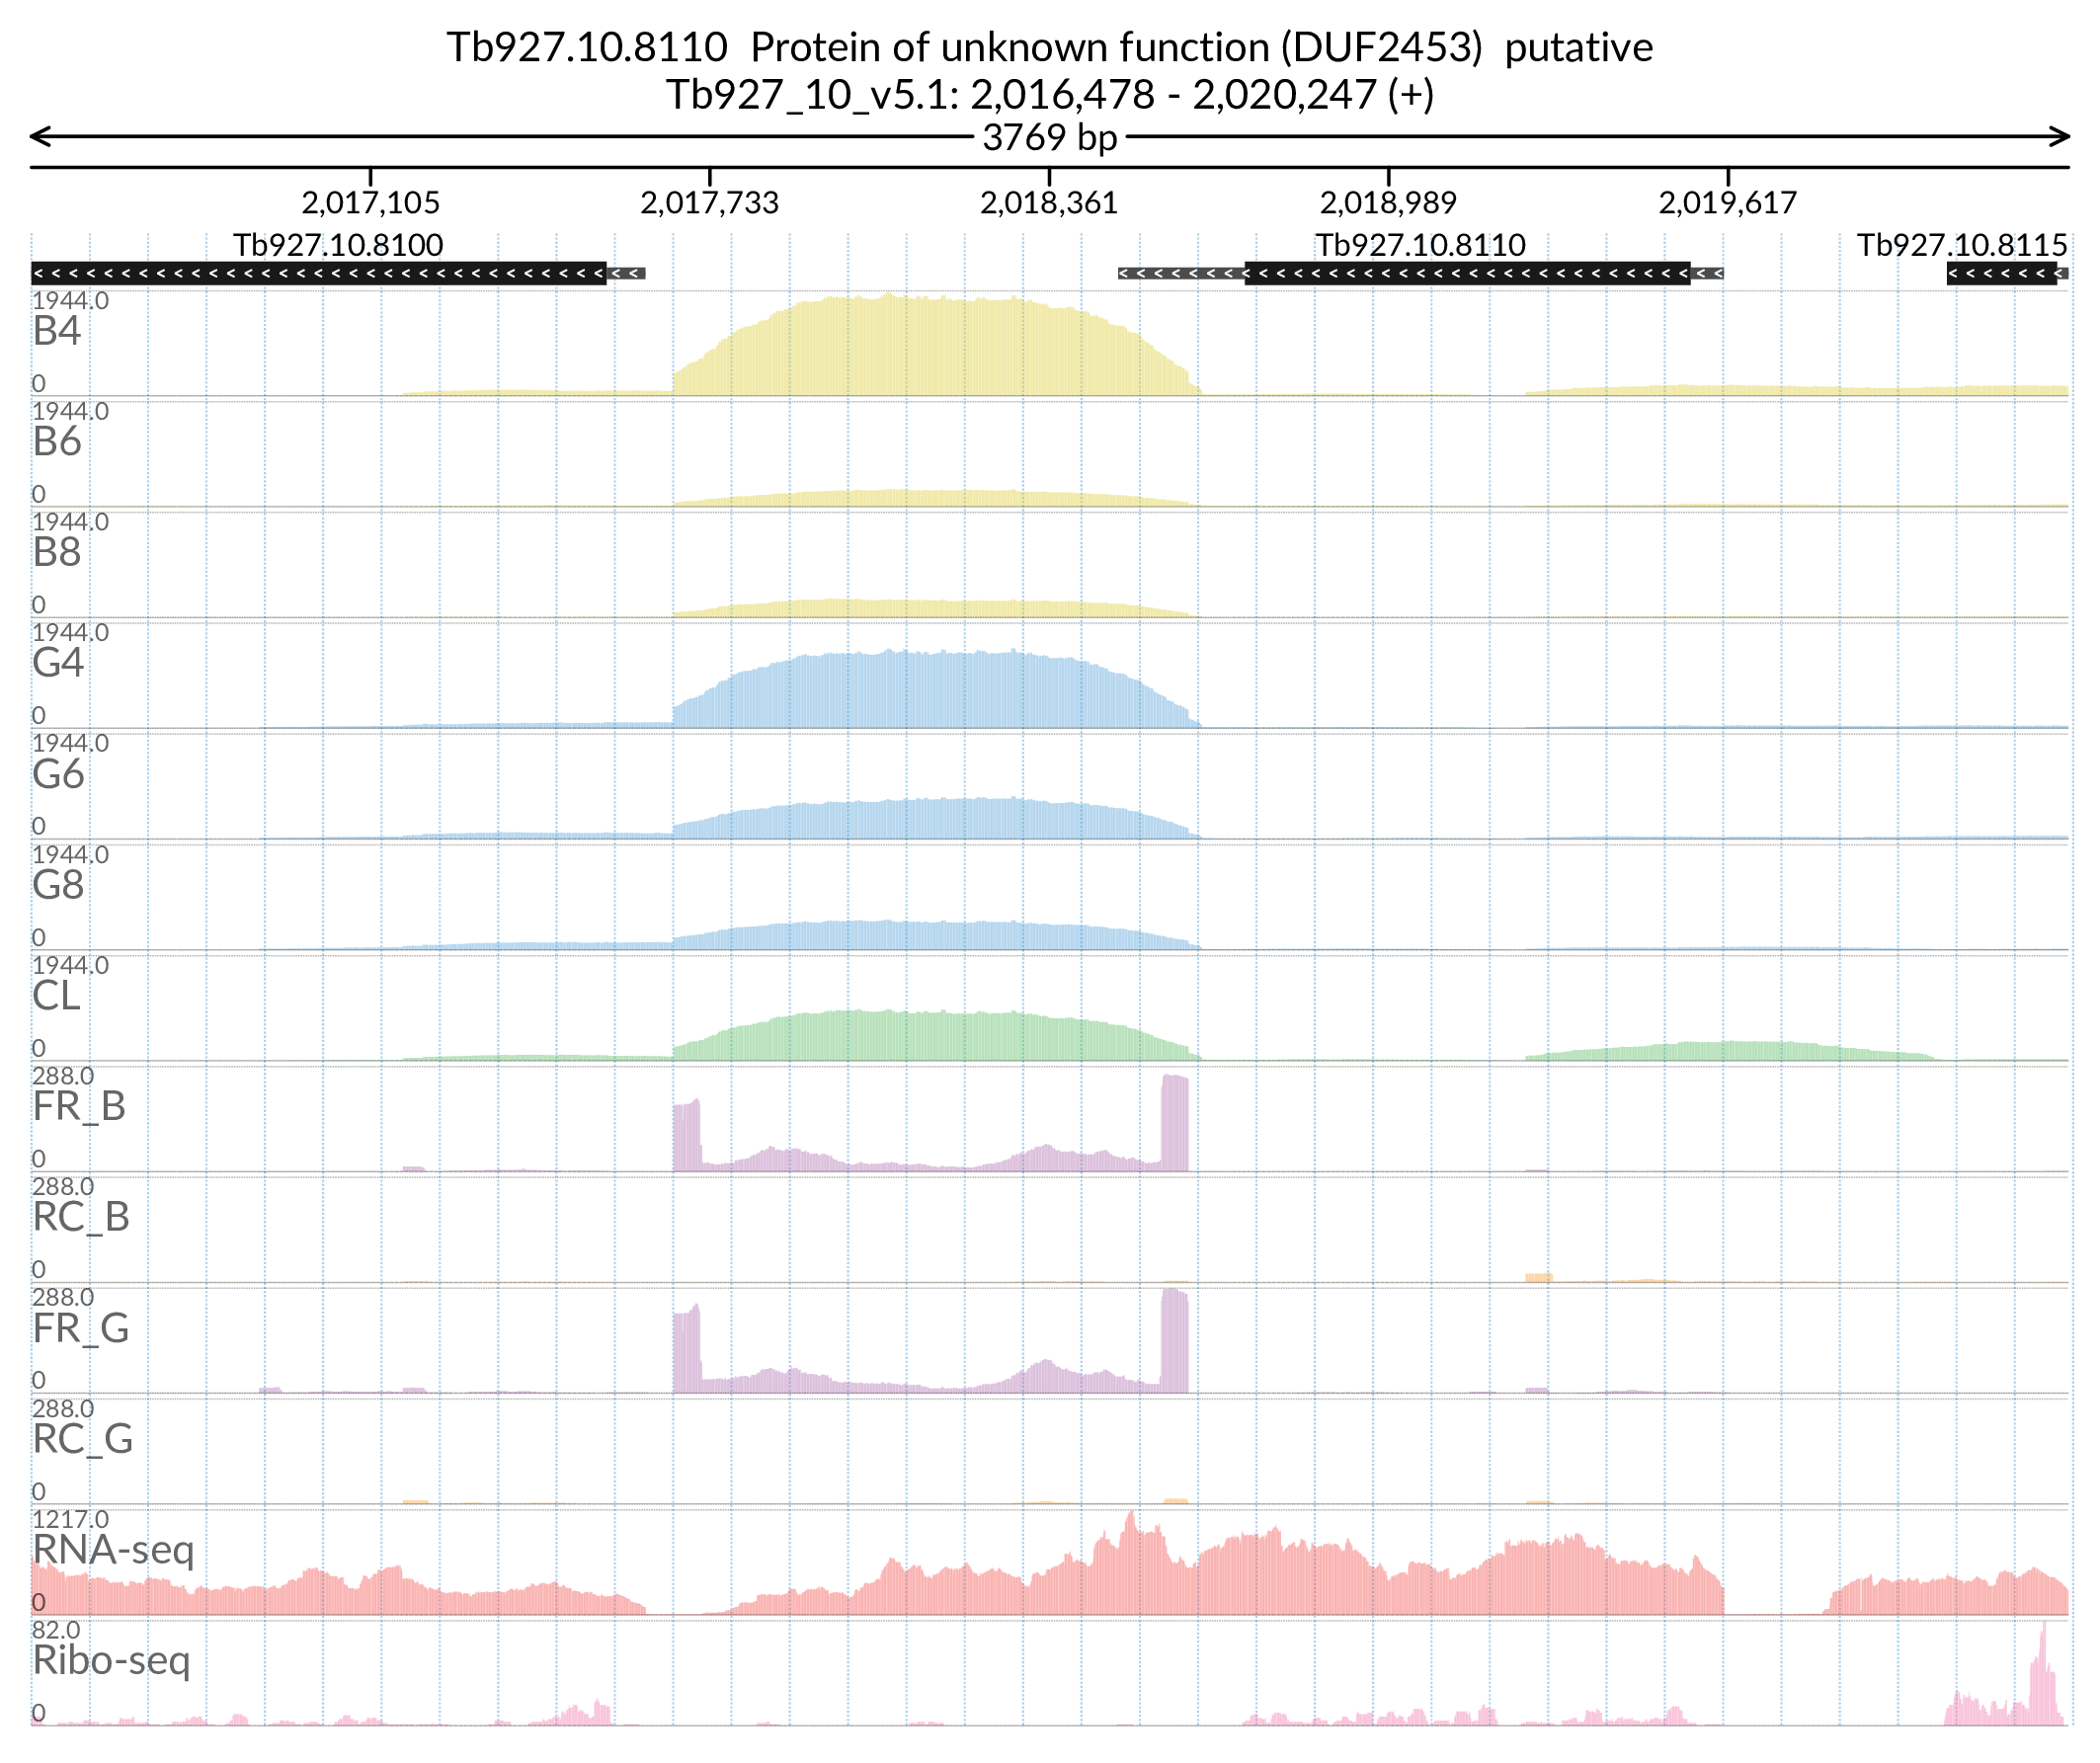 Tb927.10.8110  Protein of unknown function (DUF2453)  putative
Tb927_10_v5.1: 2,016,478 - 2,020,247 (+)
3769 bp
2,017,105 2,017,733 2,018,361 2,018,989 2,019,617
Tb927.10.8100 Tb927.10.8110 Tb927.10.8115
1944.0
B4
0
1944.0
B6
0
1944.0
B8
0
1944.0
G4
0
1944.0
G6
0
1944.0
G8
0
1944.0
CL
0
288.0
FR_B
0
288.0
RC_B
0
288.0
FR_G
0
288.0
RC_G
0
1217.0
RNA-seq
0
82.0
Ribo-seq
0